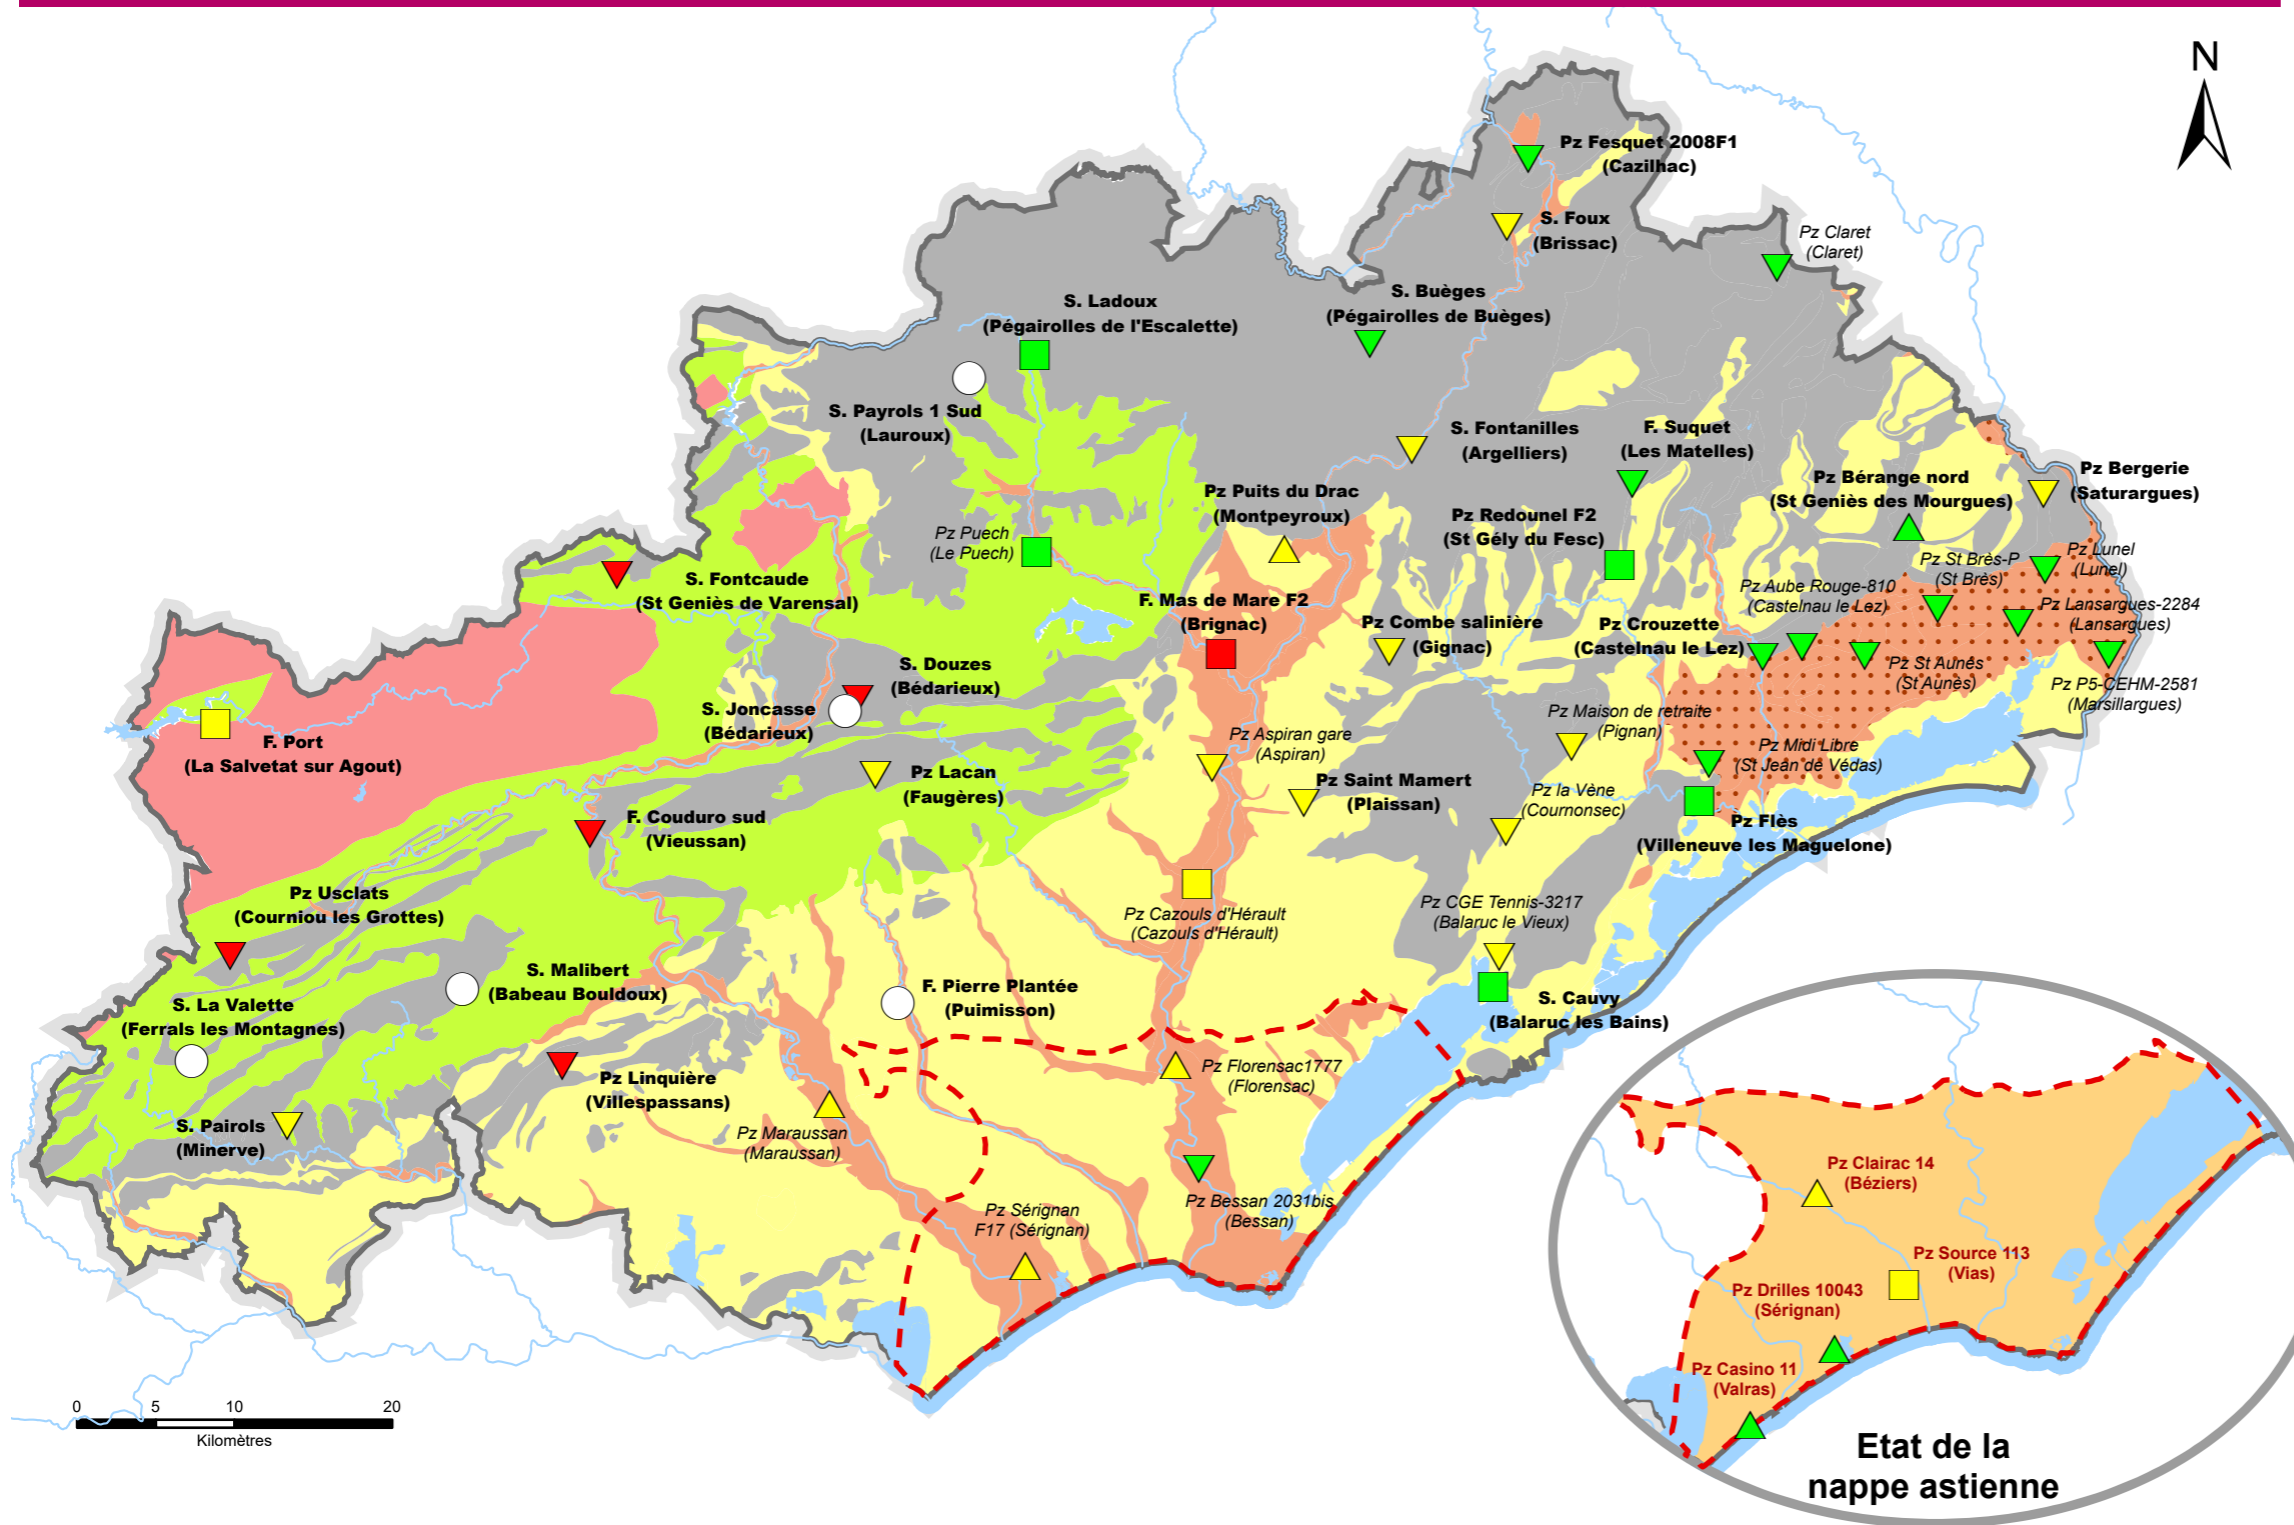 N
Pz Fesquet 2008F1
(Cazilhac)
S. Foux
(Brissac)
Pz Claret
(Claret)
S. Ladoux
(Pégairolles de l'Escalette)
S. Buèges
(Pégairolles de Buèges)
S. Payrols 1 Sud
(Lauroux)
S. Fontanilles
(Argelliers)
F. Suquet
(Les Matelles)
Pz Bérange nord
(St Geniès des Mourgues)
Pz Bergerie
(Saturargues)
Pz Puits du Drac
(Montpeyroux)
Pz Redounel F2
(St Gély du Fesc)
Pz Puech
(Le Puech)
Pz St Brès-P
(St Brès)
Pz Lunel
(Lunel)
S. Fontcaude
(St Geniès de Varensal)
Pz Aube Rouge-810
(Castelnau le Lez)
F. Mas de Mare F2
(Brignac)
Pz Lansargues-2284
(Lansargues)
Pz Combe salinière
(Gignac)
Pz Crouzette
(Castelnau le Lez)
S. Douzes
(Bédarieux)
Pz St Aunès
(St Aunès)
Pz P5-CEHM-2581
(Marsillargues)
S. Joncasse
(Bédarieux)
Pz Maison de retraite
(Pignan)
F. Port
(La Salvetat sur Agout)
Pz Aspiran gare
(Aspiran)
Pz Midi Libre
(St Jean de Védas)
Pz Lacan
(Faugères)
Pz Saint Mamert
(Plaissan)
Pz la Vène
(Cournonsec)
F. Couduro sud
(Vieussan)
Pz Flès
(Villeneuve les Maguelone)
Pz Usclats
(Courniou les Grottes)
Pz Cazouls d'Hérault
(Cazouls d'Hérault)
Pz CGE Tennis-3217
(Balaruc le Vieux)
S. Malibert
(Babeau Bouldoux)
F. Pierre Plantée
(Puimisson)
S. La Valette
(Ferrals les Montagnes)
S. Cauvy
(Balaruc les Bains)
Pz Florensac1777
(Florensac)
Pz Linquière
(Villespassans)
S. Pairols
(Minerve)
Pz Maraussan
(Maraussan)
Pz Bessan 2031bis
(Bessan)
Pz Sérignan
F17 (Sérignan)
Pz Clairac 14
(Béziers)
Pz Source 113
(Vias)
Pz Drilles 10043
(Sérignan)
Pz Casino 11
(Valras)
0 5 10 20
Kilomètres
Etat de la
nappe astienne